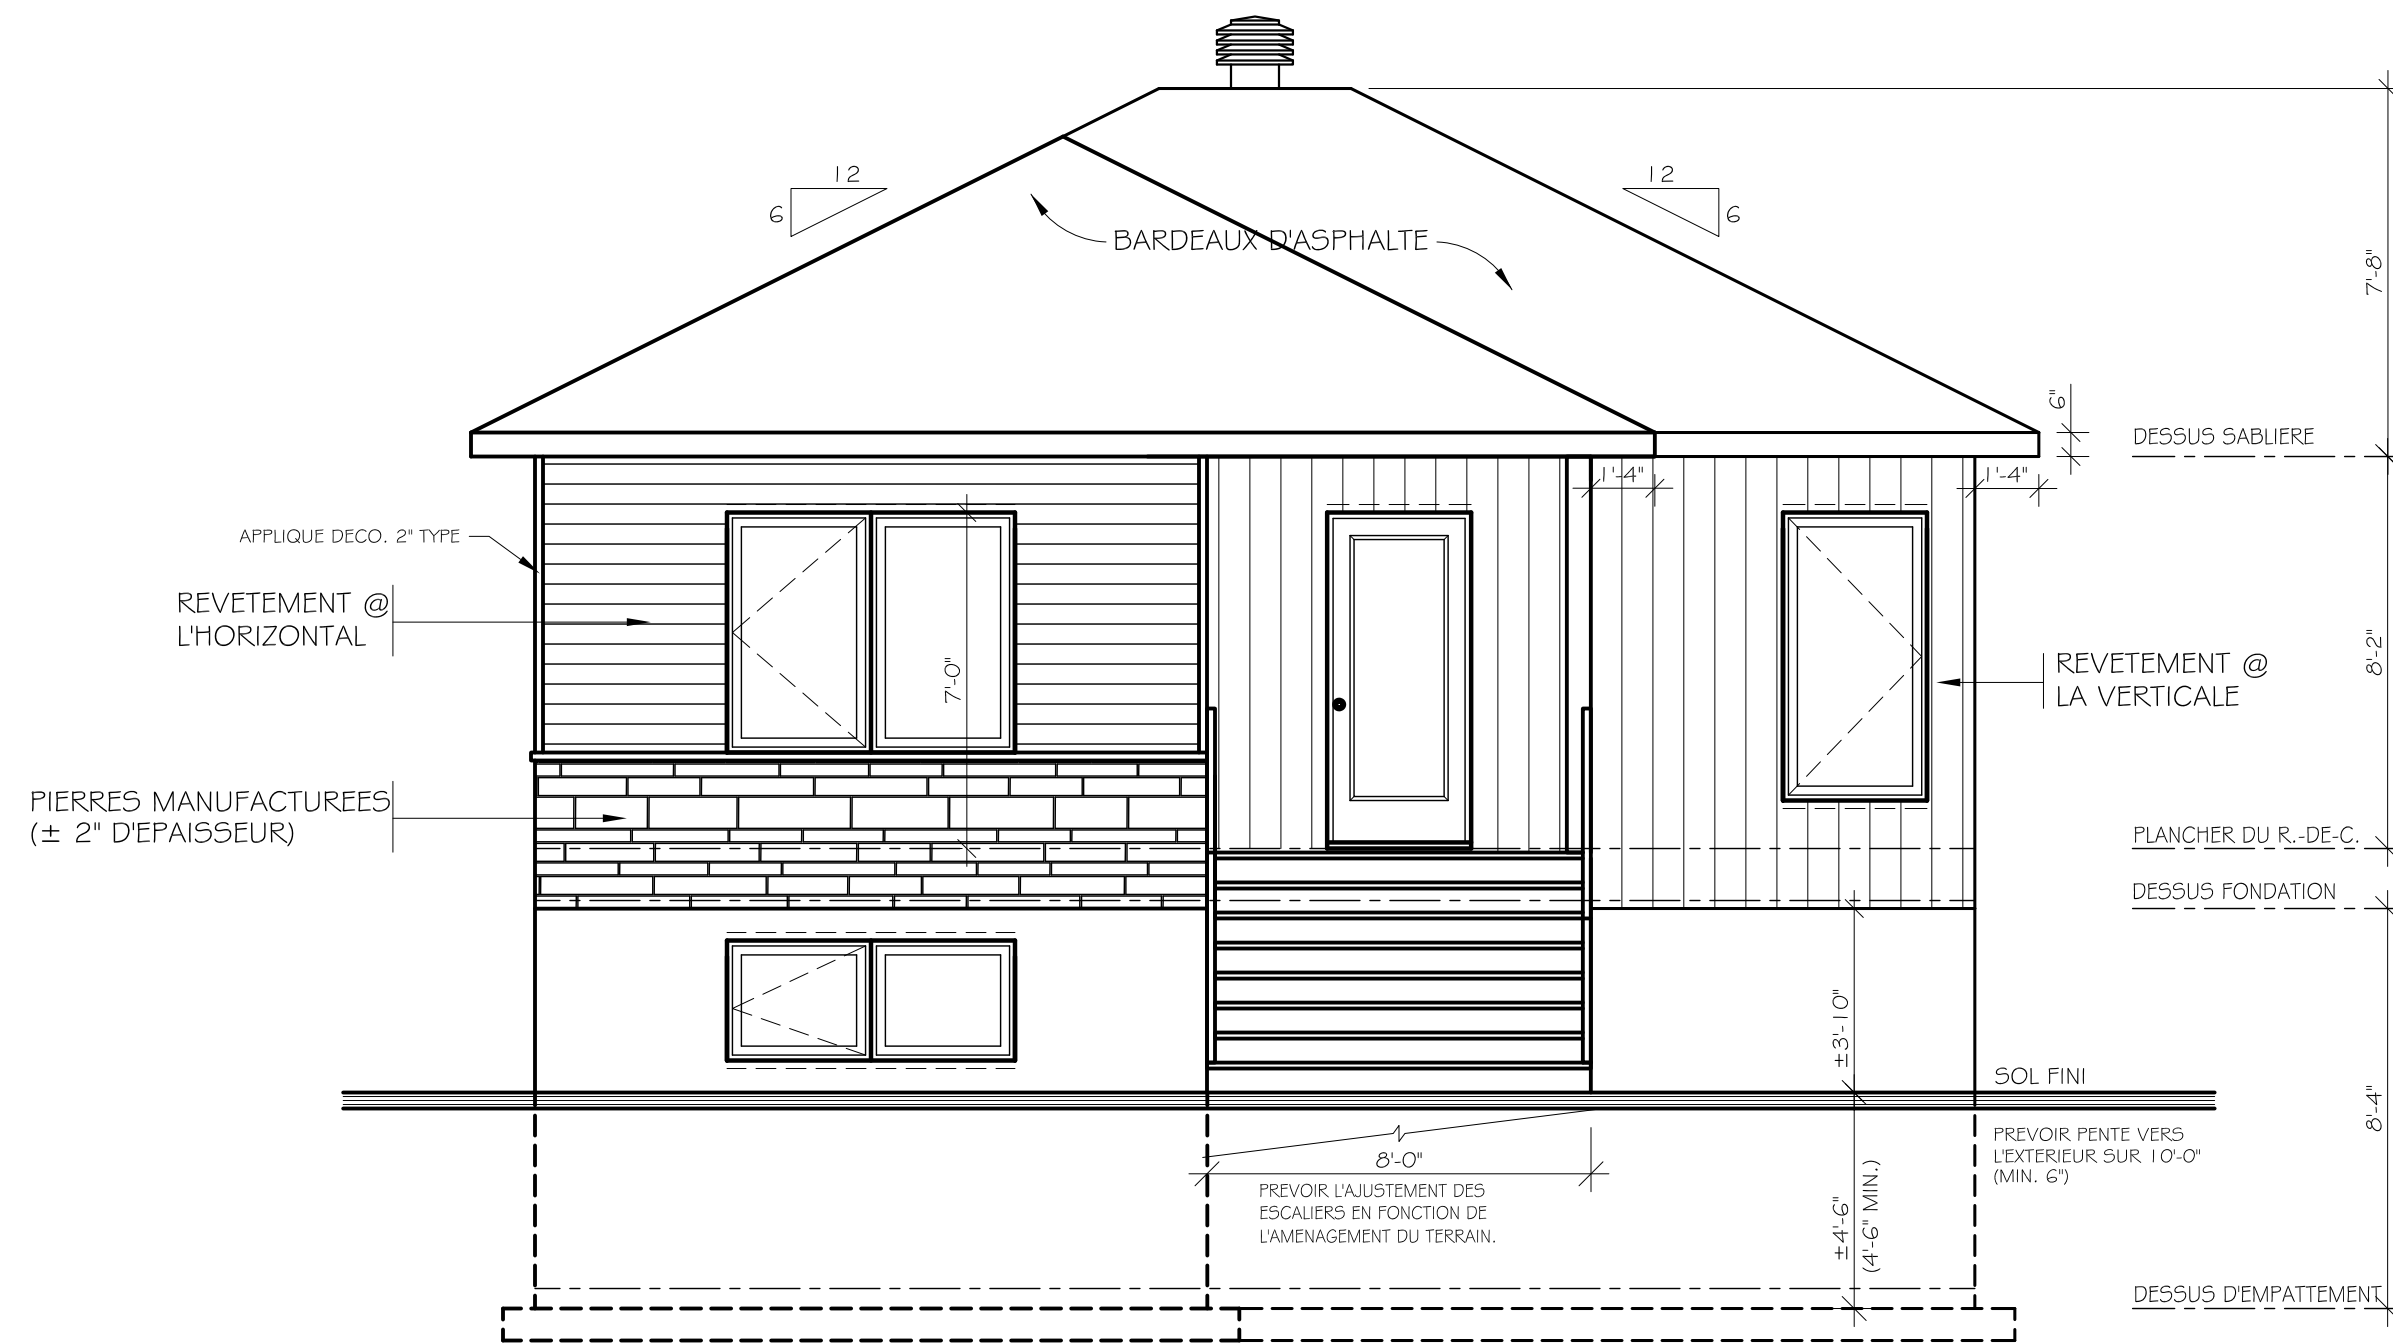 12
12
6
6
BARDEAUX D'ASPHALTE
7'-8"
6"
DESSUS SABLIERE
1'-4"
1'-4"
APPLIQUE DECO. 2" TYPE
REVETEMENT @
L'HORIZONTAL
7'-0"
8'-2"
REVETEMENT @
LA VERTICALE
PIERRES MANUFACTUREES
(± 2" D'EPAISSEUR)
PLANCHER DU R.-DE-C.
DESSUS FONDATION
±3'-10"
SOL FINI
8'-4"
PREVOIR PENTE VERS
L'EXTERIEUR SUR 10'-0"
(MIN. 6")
8'-0"
PREVOIR L'AJUSTEMENT DES
ESCALIERS EN FONCTION DE
L'AMENAGEMENT DU TERRAIN.
±4'-6"
(4'-6" MIN.)
DESSUS D'EMPATTEMENT